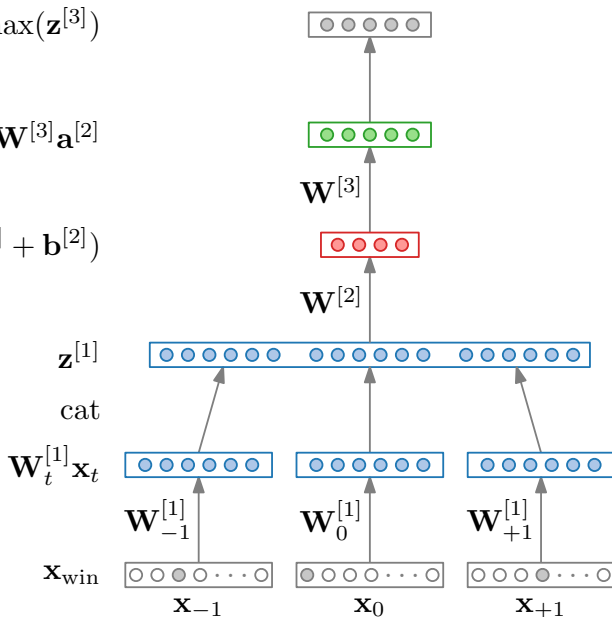 max(𝐳^[3])
𝐖^[3]𝐚^[2]
𝐖^[3]
] + 𝐛^[2])
𝐖^[2]
𝐳^[1]
cat
𝐖_t^[1]𝐱_t
𝐖_{-1}^[1] 𝐖_0^[1] 𝐖_{+1}^[1]
𝐱_win ··· ··· ···
𝐱_{-1} 𝐱_0 𝐱_{+1}